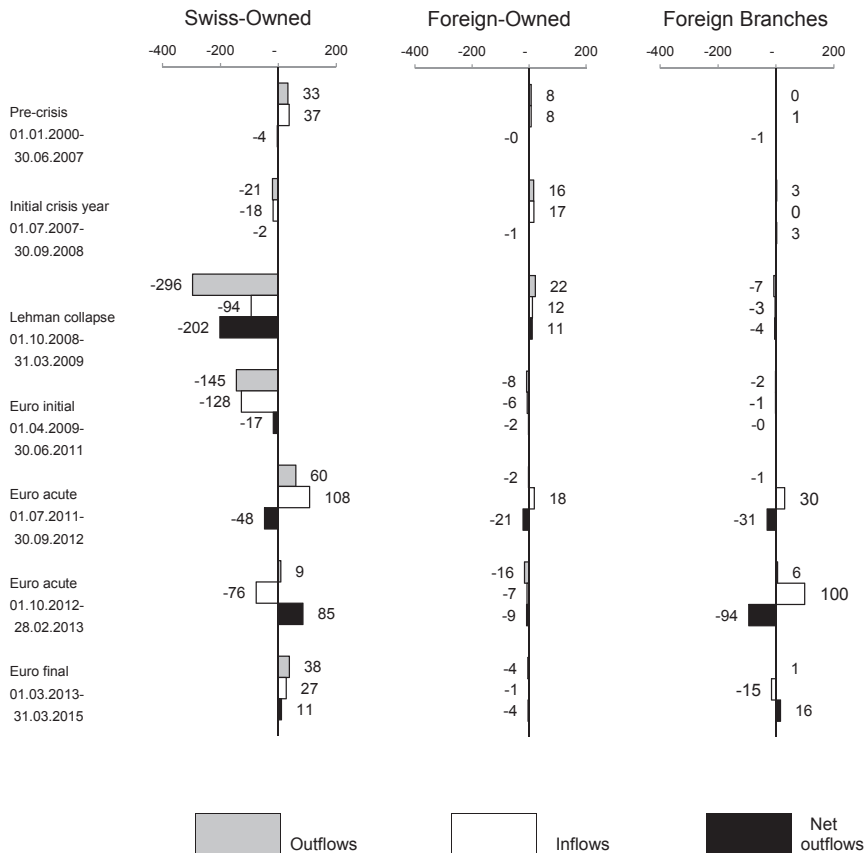 Swiss-Owned Foreign-Owned Foreign Branches
-400 -200 - 200 -400 -200 - 200 -400 -200 - 200
33 8 0
Pre-crisis 37 8 1
01.01.2000- -4 -0 -1
30.06.2007
-21 16 3
Initial crisis year -18 17 0
01.07.2007- -2 -1 3
30.09.2008
-296 22 -7
-94 12 -3
Lehman collapse -202 11 -4
01.10.2008-
31.03.2009
-145 -8 -2
-128 -6 -1
Euro initial -17 -2 -0
01.04.2009-
30.06.2011
60 -2 -1
Euro acute 108 18 30
01.07.2011- -48 -21 -31
30.09.2012
9 -16 6
Euro acute -76 -7 100
01.10.2012- 85 -9 -94
28.02.2013
38 -4 1
Euro final 27 -1 -15
01.03.2013- 11 -4 16
31.03.2015
Outflows Inflows Net outflows